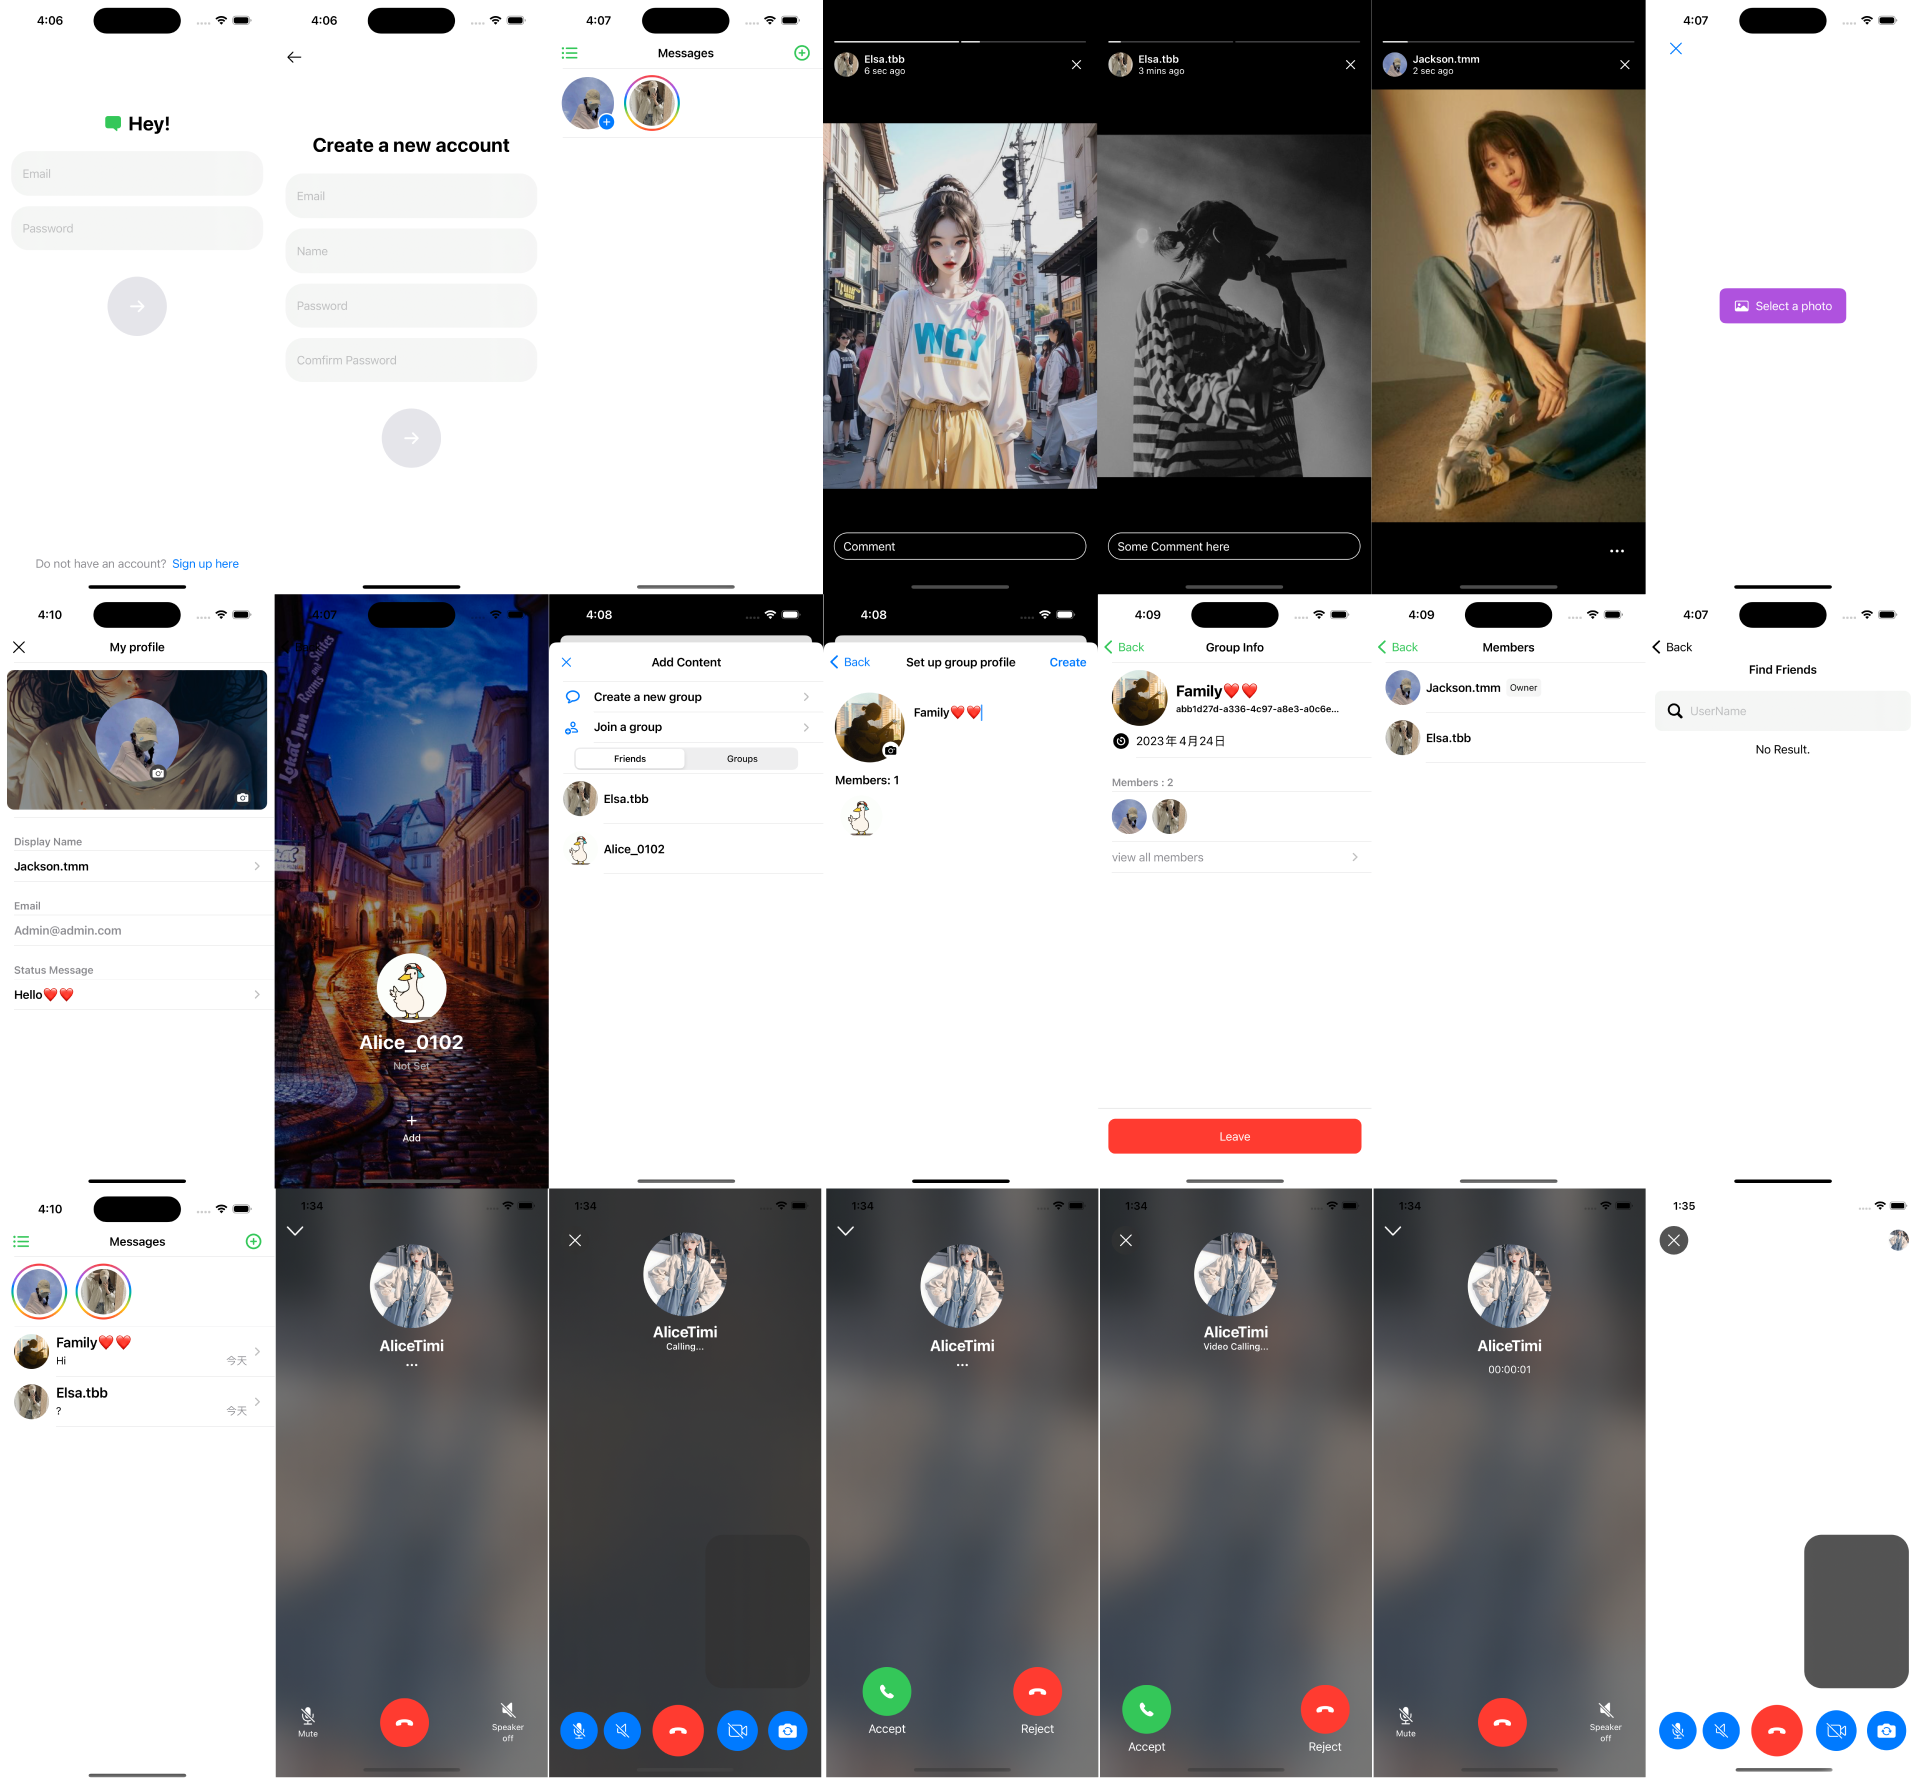 4:06
Hey!
Email
Password
Do not have an account? Sign up here
4:06
Create a new account
Email
Name
Password
Comfirm Password
4:07
Messages
Elsa.tbb
6 sec ago
WCY
Comment
Elsa.tbb
3 mins ago
Some Comment here
Jackson.tmm
2 sec ago
4:07
Select a photo
4:10
My profile
Display Name
Jackson.tmm
Email
Admin@admin.com
Status Message
Hello❤️❤️
4:07
Rooms and Suites
Alice_0102
Not Set
Add
4:08
Add Content
Create a new group
Join a group
Friends
Groups
Elsa.tbb
Alice_0102
4:08
Back
Set up group profile
Create
Family❤️❤️
Members: 1
4:09
Back
Group Info
Family❤️❤️
abb1d27d-a336-4c97-a8e3-a0c6e...
2023年4月24日
Members : 2
view all members
Leave
4:09
Back
Members
Jackson.tmm Owner
Elsa.tbb
4:07
Back
Find Friends
UserName
No Result.
4:10
Messages
Family❤️❤️
Hi
今天
Elsa.tbb
?
今天
1:34
AliceTimi
...
Mute
Speaker
off
1:34
AliceTimi
Calling...
1:34
AliceTimi
...
Accept
Reject
1:34
AliceTimi
Video Calling...
Accept
Reject
1:34
AliceTimi
00:00:01
Mute
Speaker
off
1:35